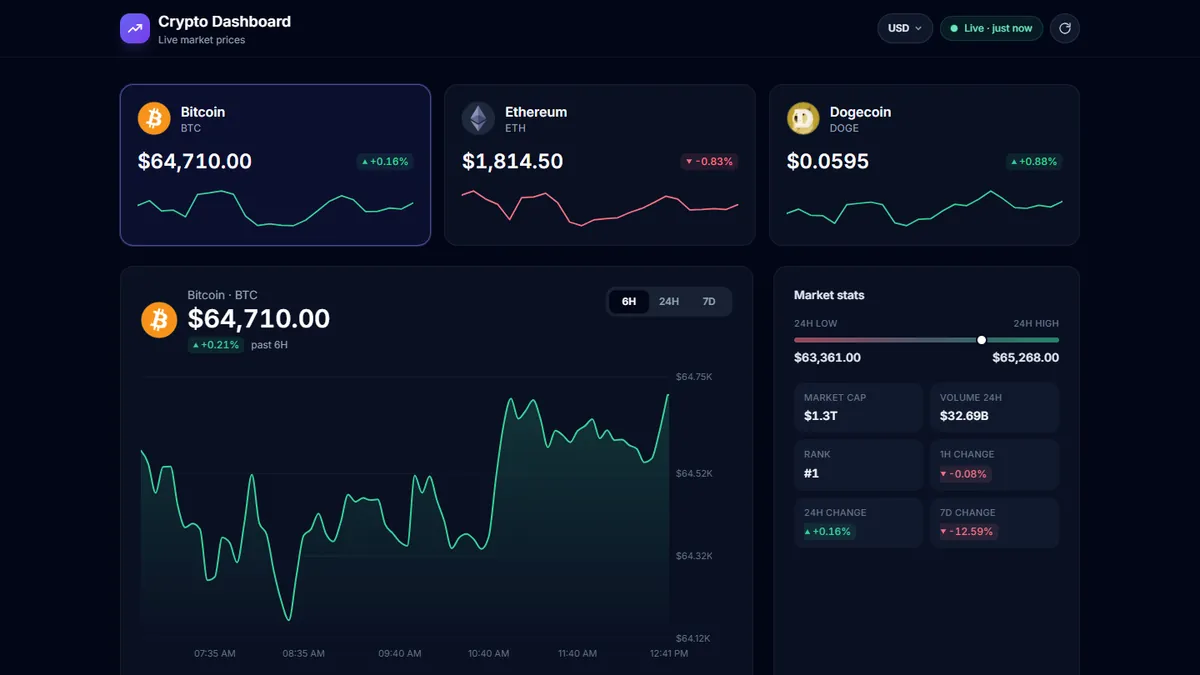 Crypto Dashboard
Live market prices
USD
Live · just now
Bitcoin
BTC
$64,710.00
+0.16%
Ethereum
ETH
$1,814.50
-0.83%
Dogecoin
DOGE
$0.0595
+0.88%
Bitcoin · BTC
$64,710.00
+0.21% past 6H
6H 24H 7D
$64.75K
$64.52K
$64.32K
$64.12K
07:35 AM 08:35 AM 09:40 AM 10:40 AM 11:40 AM 12:41 PM
Market stats
24H LOW 24H HIGH
$63,361.00 $65,268.00
MARKET CAP
$1.3T
VOLUME 24H
$32.69B
RANK
#1
1H CHANGE
-0.08%
24H CHANGE
+0.16%
7D CHANGE
-12.59%